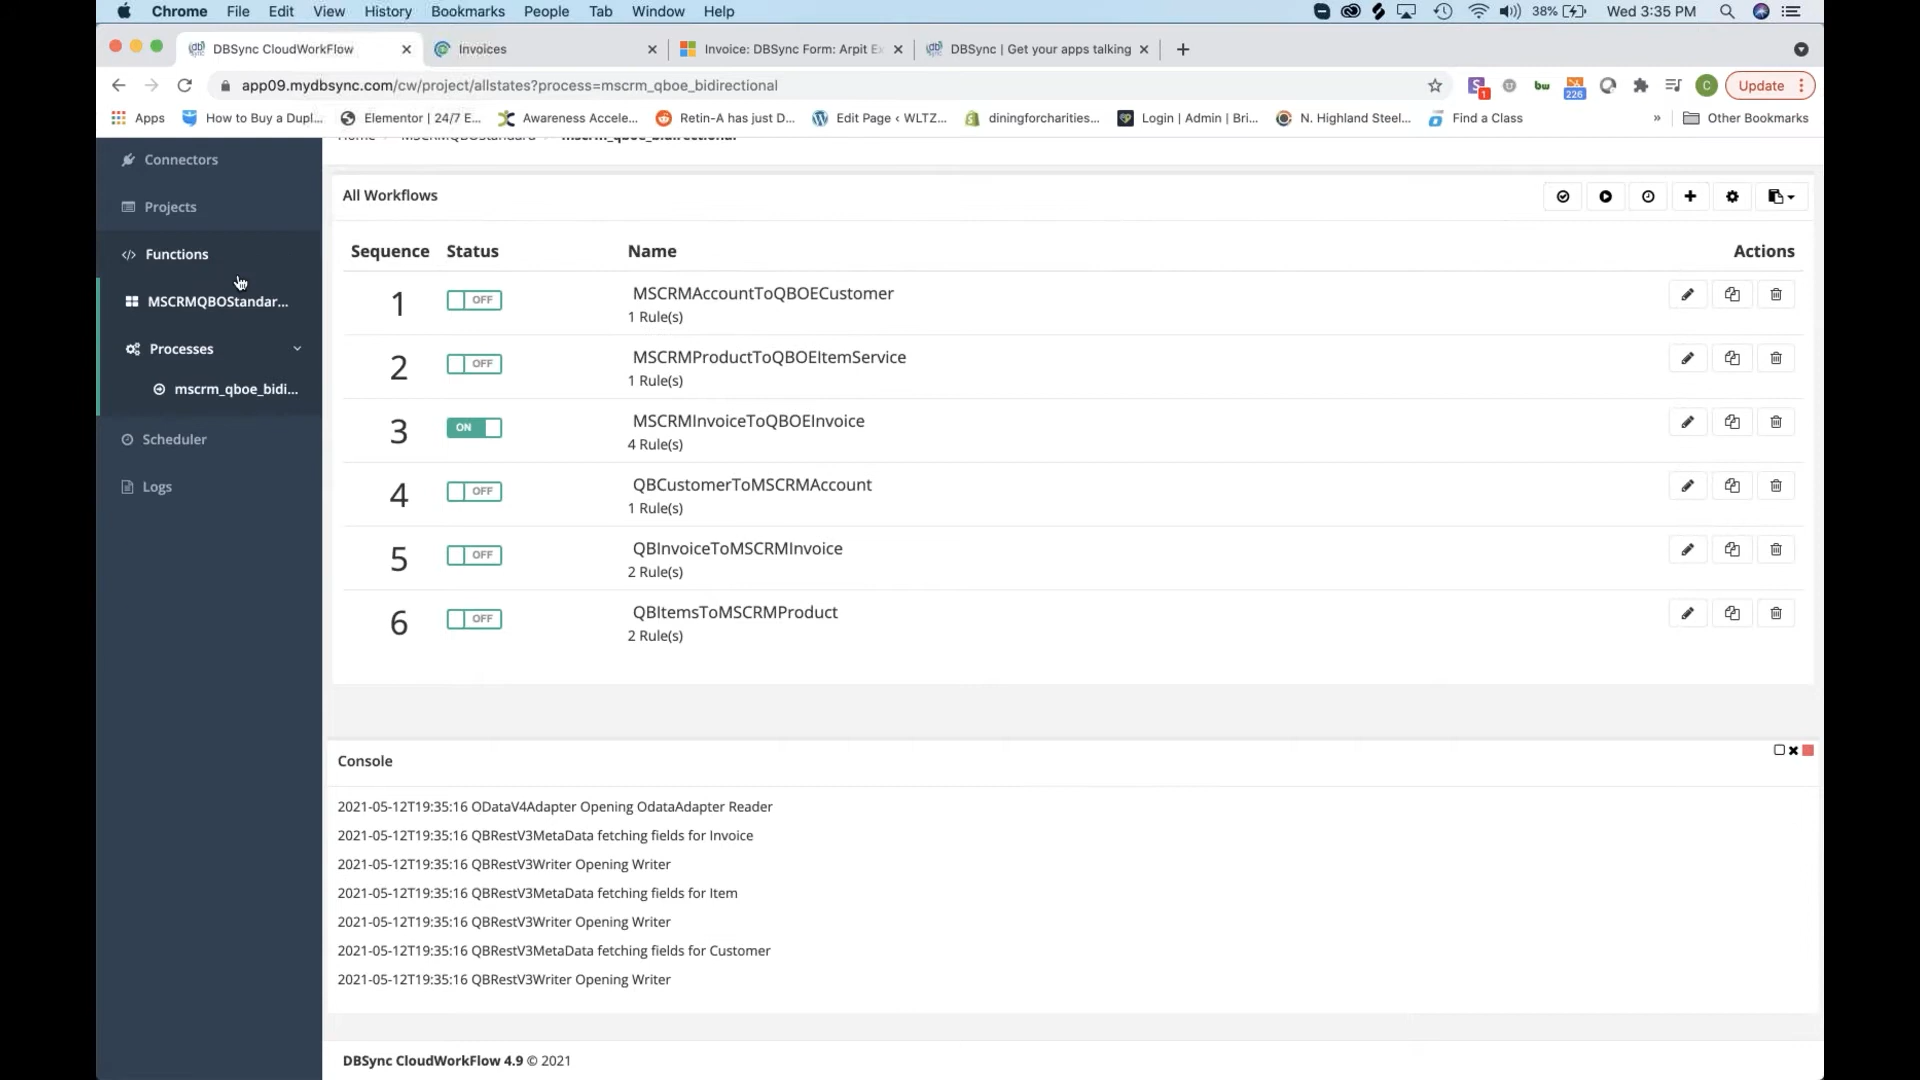 Chrome File Edit View History Bookmarks People Tab Window Help 38% Wed 3:35 PM
DBSync CloudWorkFlow Invoices Invoice: DBSync Form: Arpit E DBSync | Get your apps talking
app09.mydbsync.com/cw/project/allstates?process=mscrm_qboe_bidirectional 1 bw 226 C Update
Apps How to Buy a Dupl... Elementor | 24/7 E... Awareness Accele... Retin-A has just D... Edit Page ‹ WLTZ... diningforcharities... Login | Admin | Bri... N. Highland Steel... Find a Class » Other Bookmarks
mscrm_qboe_bidirectional
Connectors
Projects
Functions
MSCRMQBOStandar...
Processes
mscrm_qboe_bidi...
Scheduler
Logs
All Workflows
Sequence Status Name Actions
1 OFF MSCRMAccountToQBOECustomer
1 Rule(s)
2 OFF MSCRMProductToQBOEItemService
1 Rule(s)
3 ON MSCRMInvoiceToQBOEInvoice
4 Rule(s)
4 OFF QBCustomerToMSCRMAccount
1 Rule(s)
5 OFF QBInvoiceToMSCRMInvoice
2 Rule(s)
6 OFF QBItemsToMSCRMProduct
2 Rule(s)
Console
2021-05-12T19:35:16 ODataV4Adapter Opening OdataAdapter Reader
2021-05-12T19:35:16 QBRestV3MetaData fetching fields for Invoice
2021-05-12T19:35:16 QBRestV3Writer Opening Writer
2021-05-12T19:35:16 QBRestV3MetaData fetching fields for Item
2021-05-12T19:35:16 QBRestV3Writer Opening Writer
2021-05-12T19:35:16 QBRestV3MetaData fetching fields for Customer
2021-05-12T19:35:16 QBRestV3Writer Opening Writer
DBSync CloudWorkFlow 4.9 © 2021